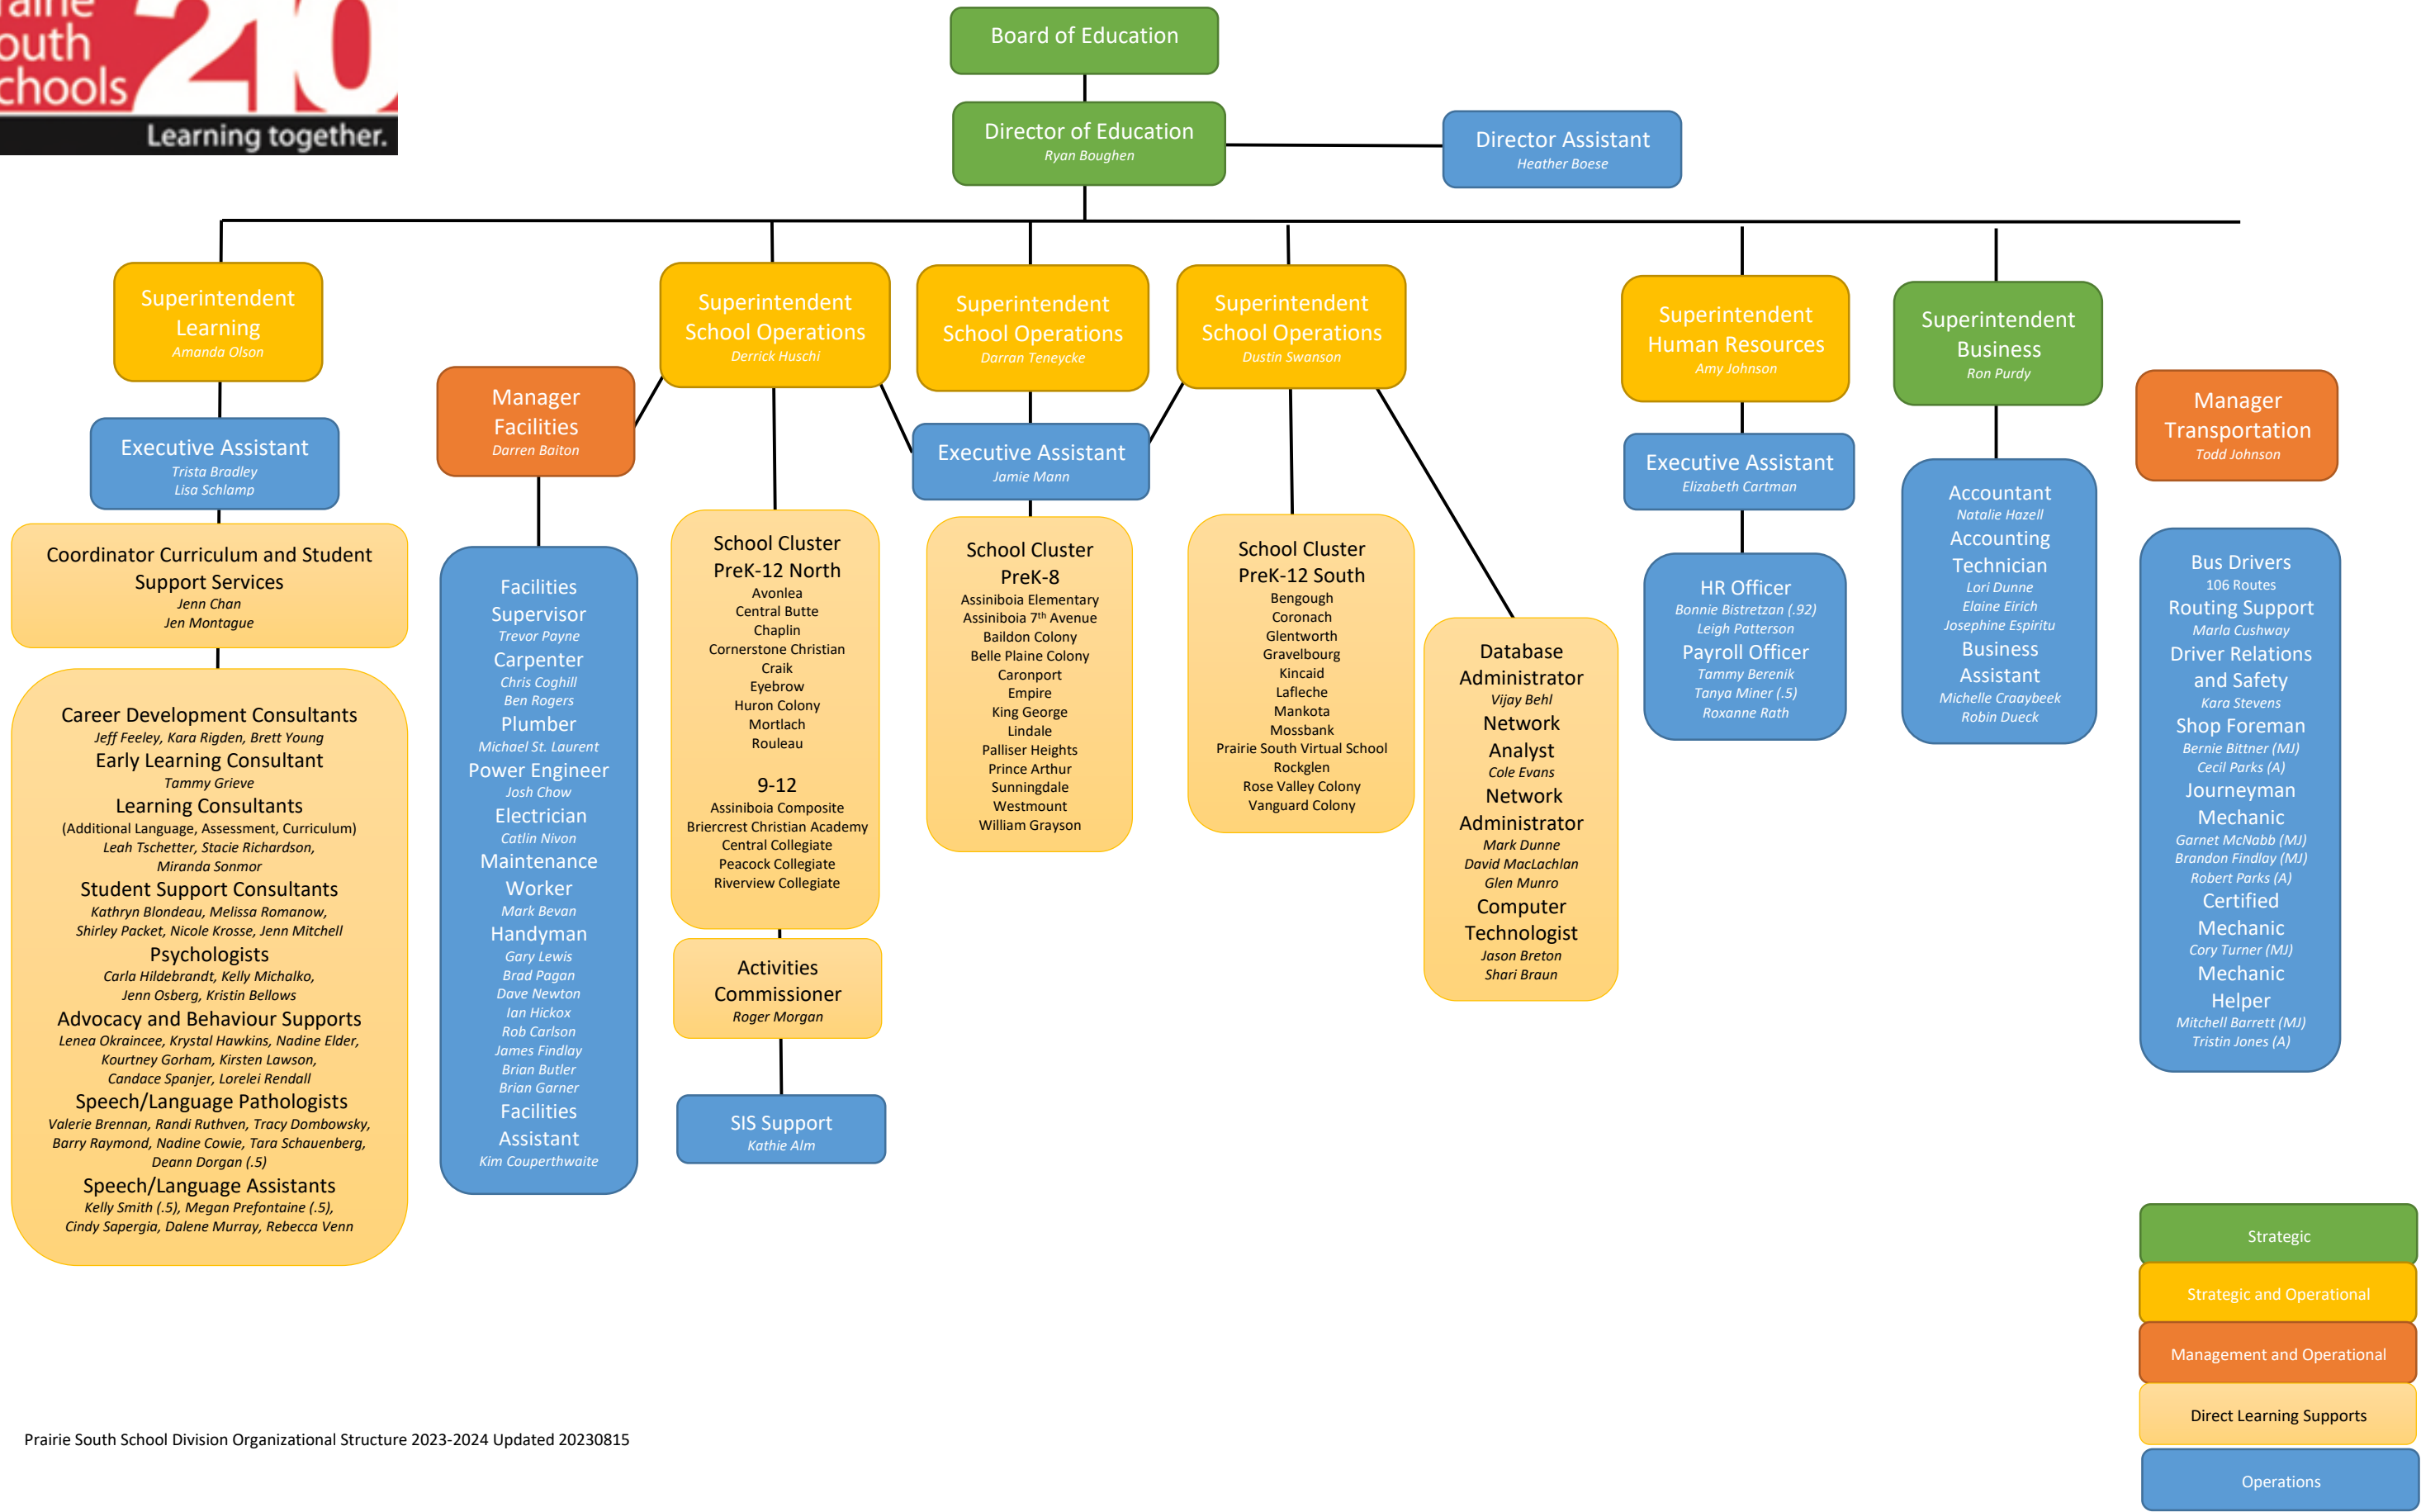 outh
chools
210
Learning together.
Board of Education
Director of Education
Ryan Boughen
Director Assistant
Heather Boese
Superintendent
Learning
Amanda Olson
Executive Assistant
Trista Bradley
Lisa Schlamp
Coordinator Curriculum and Student
Support Services
Jenn Chan
Jen Montague
Career Development Consultants
Jeff Feeley, Kara Rigden, Brett Young
Early Learning Consultant
Tammy Grieve
Learning Consultants
(Additional Language, Assessment, Curriculum)
Leah Tschetter, Stacie Richardson,
Miranda Sonmor
Student Support Consultants
Kathryn Blondeau, Melissa Romanow,
Shirley Packet, Nicole Krosse, Jenn Mitchell
Psychologists
Carla Hildebrandt, Kelly Michalko,
Jenn Osberg, Kristin Bellows
Advocacy and Behaviour Supports
Lenea Okraincee, Krystal Hawkins, Nadine Elder,
Kourtney Gorham, Kirsten Lawson,
Candace Spanjer, Lorelei Rendall
Speech/Language Pathologists
Valerie Brennan, Randi Ruthven, Tracy Dombowsky,
Barry Raymond, Nadine Cowie, Tara Schauenberg,
Deann Dorgan (.5)
Speech/Language Assistants
Kelly Smith (.5), Megan Prefontaine (.5),
Cindy Sapergia, Dalene Murray, Rebecca Venn
Manager
Facilities
Darren Baiton
Facilities
Supervisor
Trevor Payne
Carpenter
Chris Coghill
Ben Rogers
Plumber
Michael St. Laurent
Power Engineer
Josh Chow
Electrician
Catlin Nivon
Maintenance
Worker
Mark Bevan
Handyman
Gary Lewis
Brad Pagan
Dave Newton
Ian Hickox
Rob Carlson
James Findlay
Brian Butler
Brian Garner
Facilities
Assistant
Kim Couperthwaite
Superintendent
School Operations
Derrick Huschi
School Cluster
PreK-12 North
Avonlea
Central Butte
Chaplin
Cornerstone Christian
Craik
Eyebrow
Huron Colony
Mortlach
Rouleau
9-12
Assiniboia Composite
Briercrest Christian Academy
Central Collegiate
Peacock Collegiate
Riverview Collegiate
Activities
Commissioner
Roger Morgan
SIS Support
Kathie Alm
Superintendent
School Operations
Darran Teneycke
Executive Assistant
Jamie Mann
School Cluster
PreK-8
Assiniboia Elementary
Assiniboia 7th Avenue
Baildon Colony
Belle Plaine Colony
Caronport
Empire
King George
Lindale
Palliser Heights
Prince Arthur
Sunningdale
Westmount
William Grayson
Superintendent
School Operations
Dustin Swanson
School Cluster
PreK-12 South
Bengough
Coronach
Glentworth
Gravelbourg
Kincaid
Lafleche
Mankota
Mossbank
Prairie South Virtual School
Rockglen
Rose Valley Colony
Vanguard Colony
Database
Administrator
Vijay Behl
Network
Analyst
Cole Evans
Network
Administrator
Mark Dunne
David MacLachlan
Glen Munro
Computer
Technologist
Jason Breton
Shari Braun
Superintendent
Human Resources
Amy Johnson
Executive Assistant
Elizabeth Cartman
HR Officer
Bonnie Bistretzan (.92)
Leigh Patterson
Payroll Officer
Tammy Berenik
Tanya Miner (.5)
Roxanne Rath
Superintendent
Business
Ron Purdy
Accountant
Natalie Hazell
Accounting
Technician
Lori Dunne
Elaine Eirich
Josephine Espiritu
Business
Assistant
Michelle Craaybeek
Robin Dueck
Manager
Transportation
Todd Johnson
Bus Drivers
106 Routes
Routing Support
Marla Cushway
Driver Relations
and Safety
Kara Stevens
Shop Foreman
Bernie Bittner (MJ)
Cecil Parks (A)
Journeyman
Mechanic
Garnet McNabb (MJ)
Brandon Findlay (MJ)
Robert Parks (A)
Certified
Mechanic
Cory Turner (MJ)
Mechanic
Helper
Mitchell Barrett (MJ)
Tristin Jones (A)
Strategic
Strategic and Operational
Management and Operational
Direct Learning Supports
Operations
Prairie South School Division Organizational Structure 2023-2024 Updated 20230815